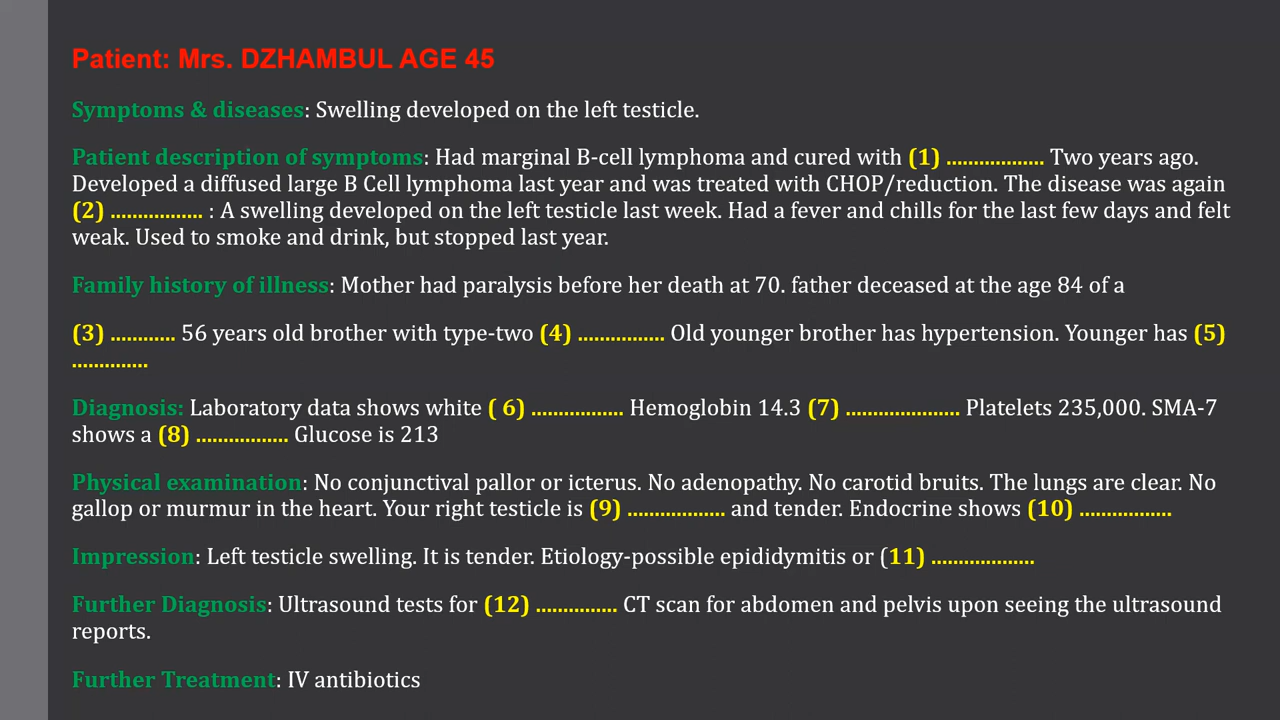 Patient: Mrs. DZHAMBUL AGE 45
Symptoms & diseases: Swelling developed on the left testicle.
Patient description of symptoms: Had marginal B-cell lymphoma and cured with (1) .................. Two years ago.
Developed a diffused large B Cell lymphoma last year and was treated with CHOP/reduction. The disease was again
(2) ................. : A swelling developed on the left testicle last week. Had a fever and chills for the last few days and felt
weak. Used to smoke and drink, but stopped last year.
Family history of illness: Mother had paralysis before her death at 70. father deceased at the age 84 of a
(3) ............ 56 years old brother with type-two (4) ................ Old younger brother has hypertension. Younger has (5)
..............
Diagnosis: Laboratory data shows white ( 6) ................. Hemoglobin 14.3 (7) ..................... Platelets 235,000. SMA-7
shows a (8) ................. Glucose is 213
Physical examination: No conjunctival pallor or icterus. No adenopathy. No carotid bruits. The lungs are clear. No
gallop or murmur in the heart. Your right testicle is (9) .................. and tender. Endocrine shows (10) .................
Impression: Left testicle swelling. It is tender. Etiology-possible epididymitis or (11) ...................
Further Diagnosis: Ultrasound tests for (12) ............... CT scan for abdomen and pelvis upon seeing the ultrasound
reports.
Further Treatment: IV antibiotics